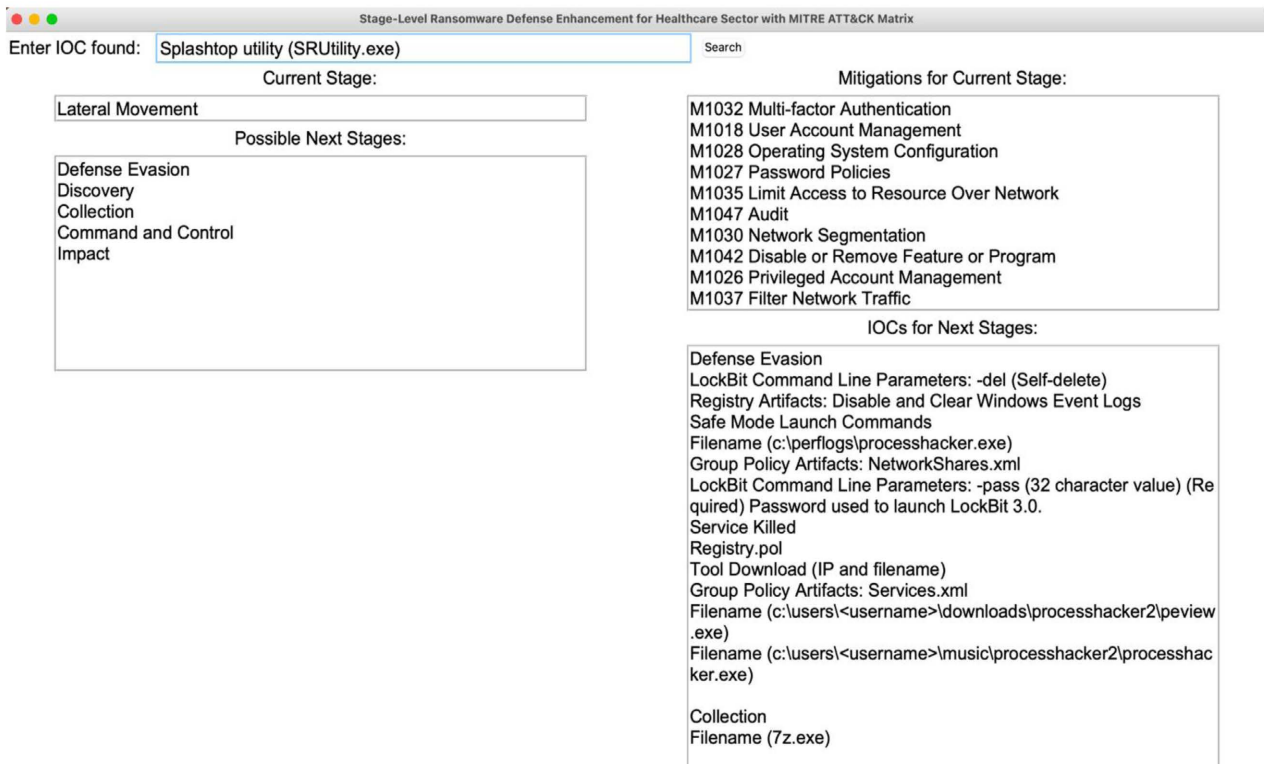 Stage-Level Ransomware Defense Enhancement for Healthcare Sector with MITRE ATT&CK Matrix
Enter IOC found: Splashtop utility (SRUtility.exe) Search
Current Stage:
Lateral Movement
Possible Next Stages:
Defense Evasion
Discovery
Collection
Command and Control
Impact
Mitigations for Current Stage:
M1032 Multi-factor Authentication
M1018 User Account Management
M1028 Operating System Configuration
M1027 Password Policies
M1035 Limit Access to Resource Over Network
M1047 Audit
M1030 Network Segmentation
M1042 Disable or Remove Feature or Program
M1026 Privileged Account Management
M1037 Filter Network Traffic
IOCs for Next Stages:
Defense Evasion
LockBit Command Line Parameters: -del (Self-delete)
Registry Artifacts: Disable and Clear Windows Event Logs
Safe Mode Launch Commands
Filename (c:\perflogs\processhacker.exe)
Group Policy Artifacts: NetworkShares.xml
LockBit Command Line Parameters: -pass (32 character value) (Re
quired) Password used to launch LockBit 3.0.
Service Killed
Registry.pol
Tool Download (IP and filename)
Group Policy Artifacts: Services.xml
Filename (c:\users\<username>\downloads\processhacker2\peview
.exe)
Filename (c:\users\<username>\music\processhacker2\processhac
ker.exe)
Collection
Filename (7z.exe)